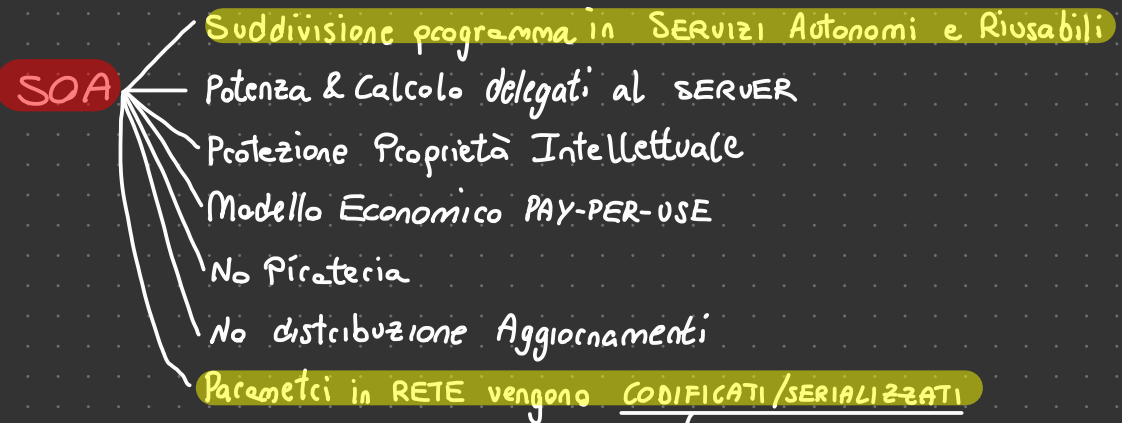 SOA
Suddivisione programma in SERVIZI Autonomi e Riusabili
Potenza & Calcolo delegati al SERVER
Protezione Proprietà Intellettuale
Modello Economico PAY-PER-USE
No Pirateria
No distribuzione Aggiornamenti
Parametri in RETE vengono CODIFICATI/SERIALIZZATI